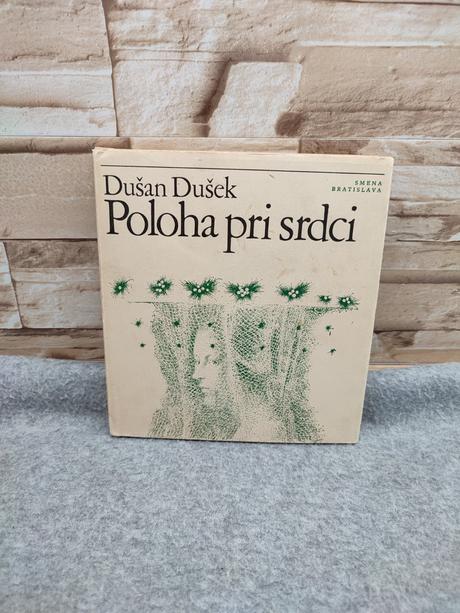 Dušan Dušek
Poloha pri srdci
SMENA
BRATISLAVA